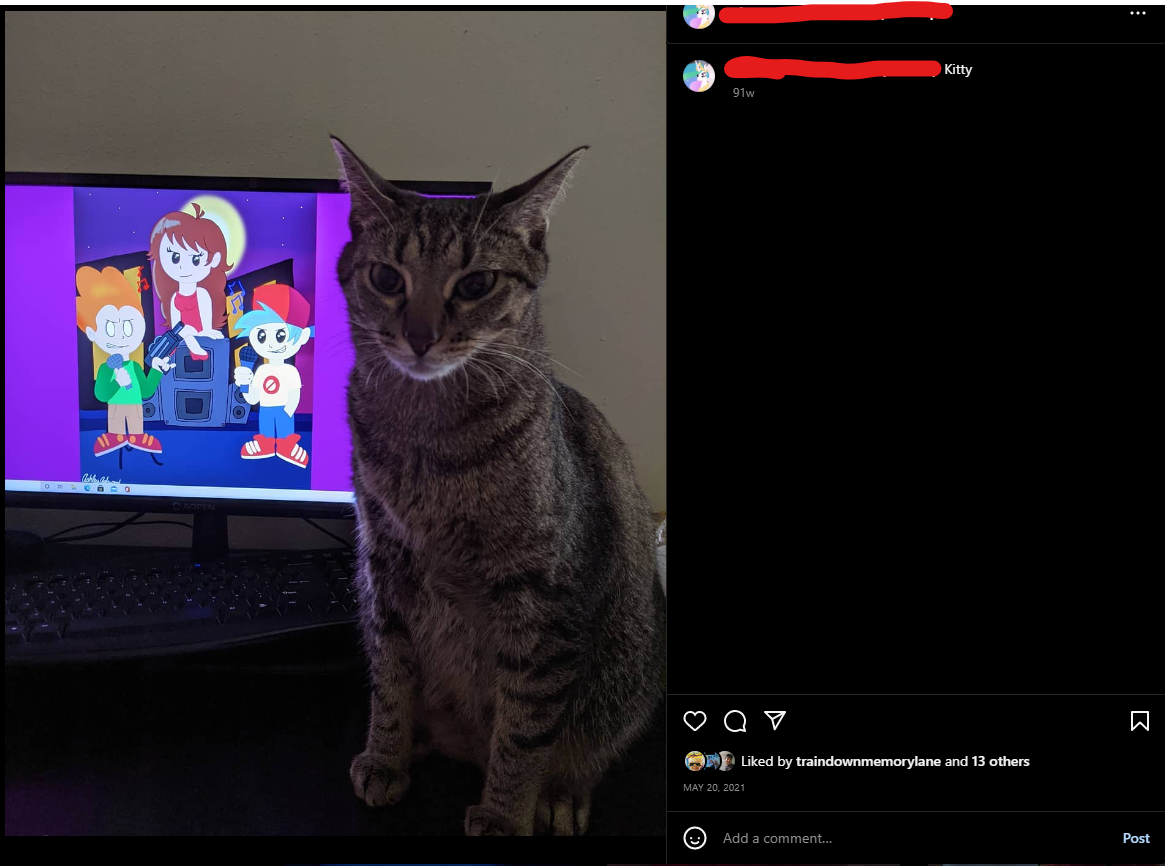 Kitty
91w
Liked by traindownmemorylane and 13 others
MAY 20, 2021
Add a comment...
Post